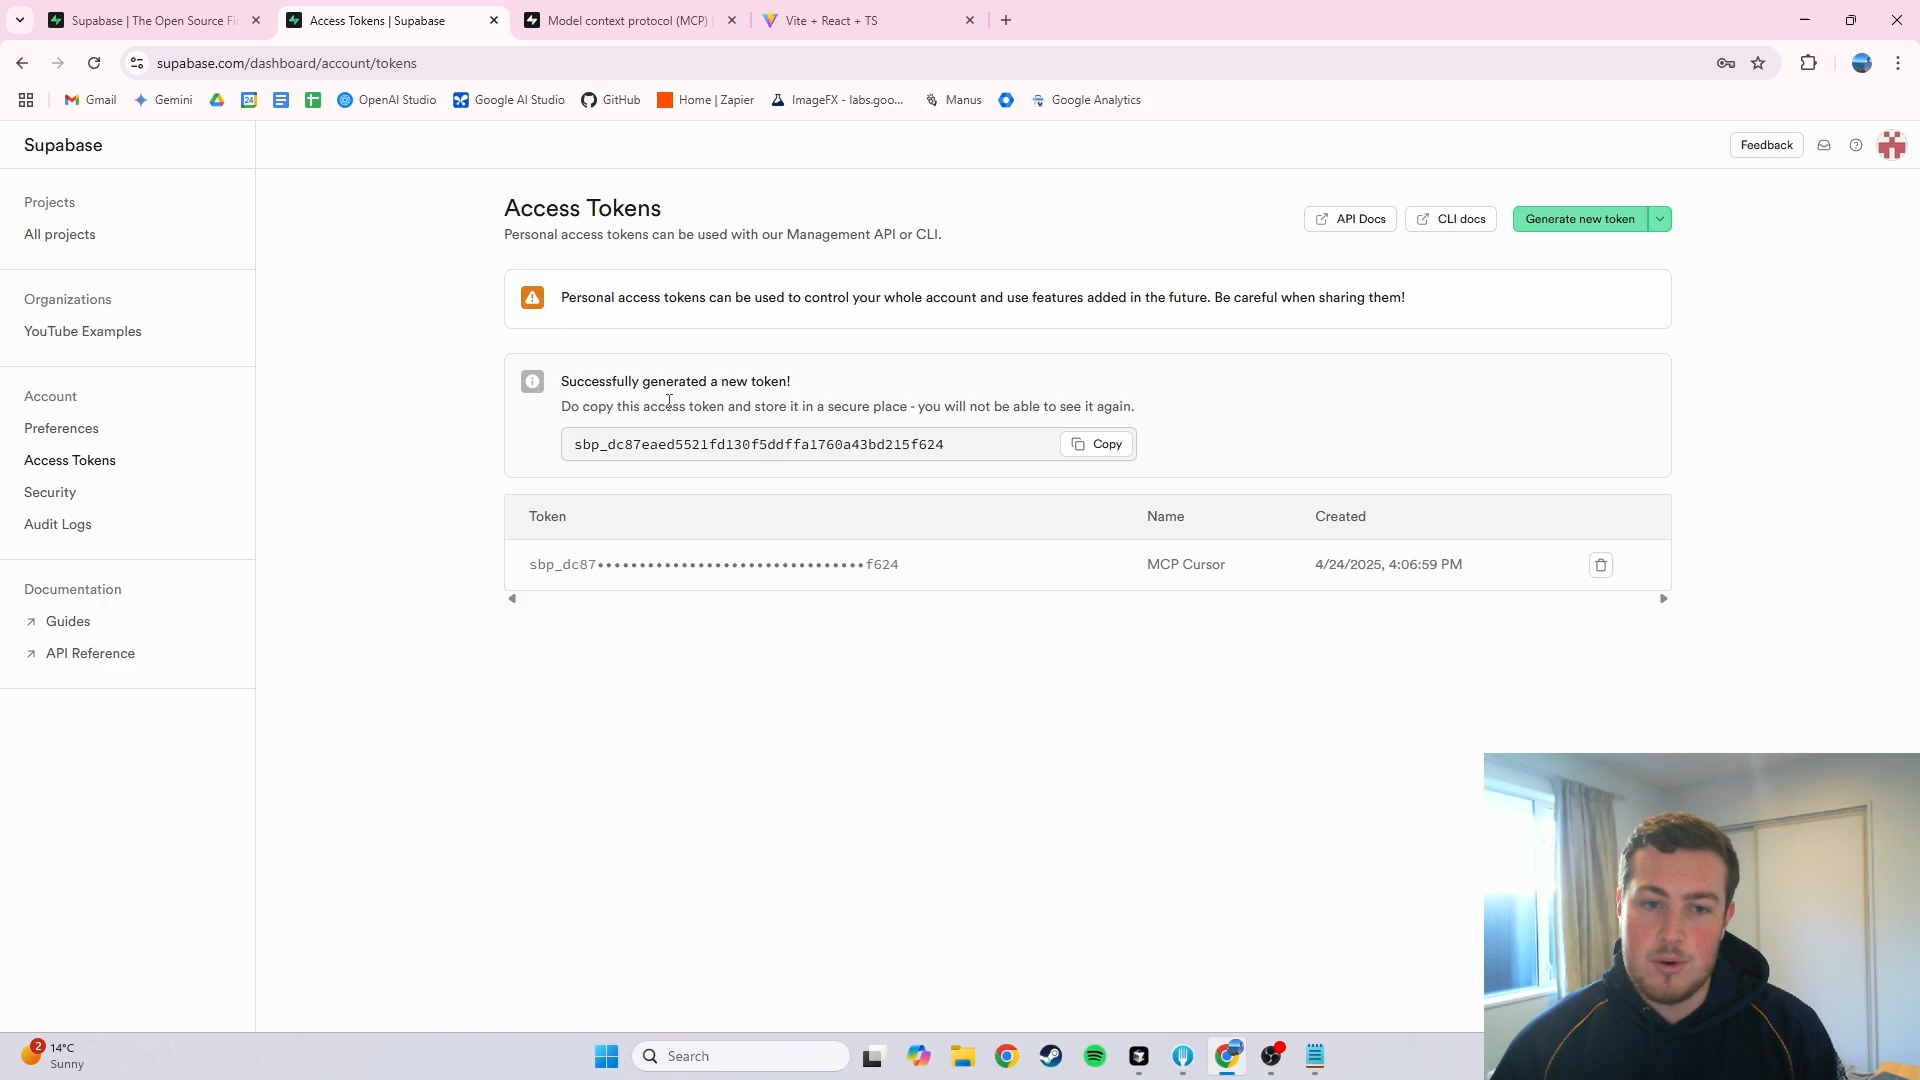 Supabase | The Open Source Fi
Access Tokens | Supabase
Model context protocol (MCP)
Vite + React + TS
supabase.com/dashboard/account/tokens
Gmail
Gemini
24
OpenAI Studio
Google AI Studio
GitHub
Home | Zapier
ImageFX - labs.goo...
Manus
Google Analytics
Supabase
Feedback
Projects
All projects
Organizations
YouTube Examples
Account
Preferences
Access Tokens
Security
Audit Logs
Documentation
Guides
API Reference
Access Tokens
Personal access tokens can be used with our Management API or CLI.
API Docs
CLI docs
Generate new token
Personal access tokens can be used to control your whole account and use features added in the future. Be careful when sharing them!
Successfully generated a new token!
Do copy this access token and store it in a secure place - you will not be able to see it again.
sbp_dc87eaed5521fd130f5ddffa1760a43bd215f624
Copy
Token Name Created
sbp_dc87••••••••••••••••••••••••••••••••f624 MCP Cursor 4/24/2025, 4:06:59 PM
2
14°C
Sunny
Search